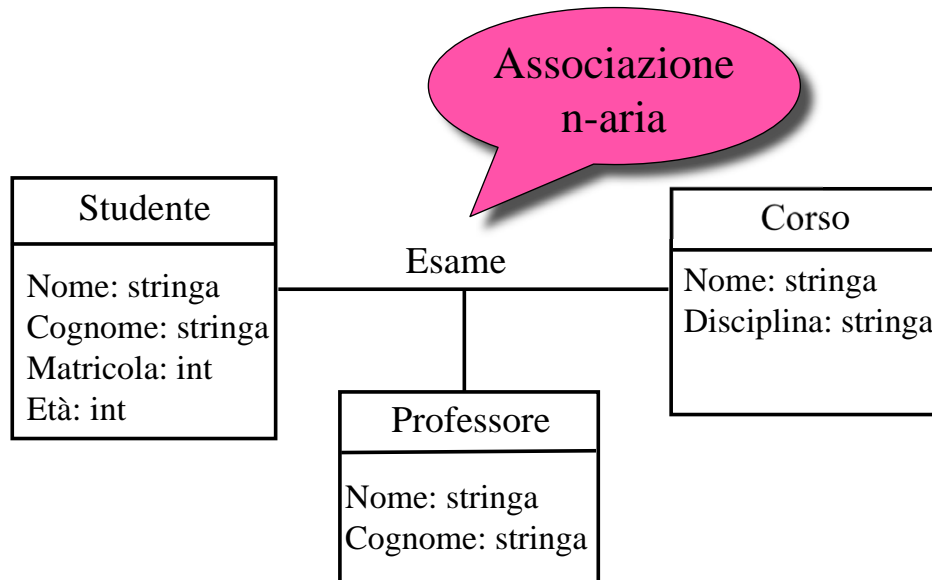 Associazione
n-aria
Studente
Nome: stringa
Cognome: stringa
Matricola: int
Età: int
Esame
Corso
Nome: stringa
Disciplina: stringa
Professore
Nome: stringa
Cognome: stringa